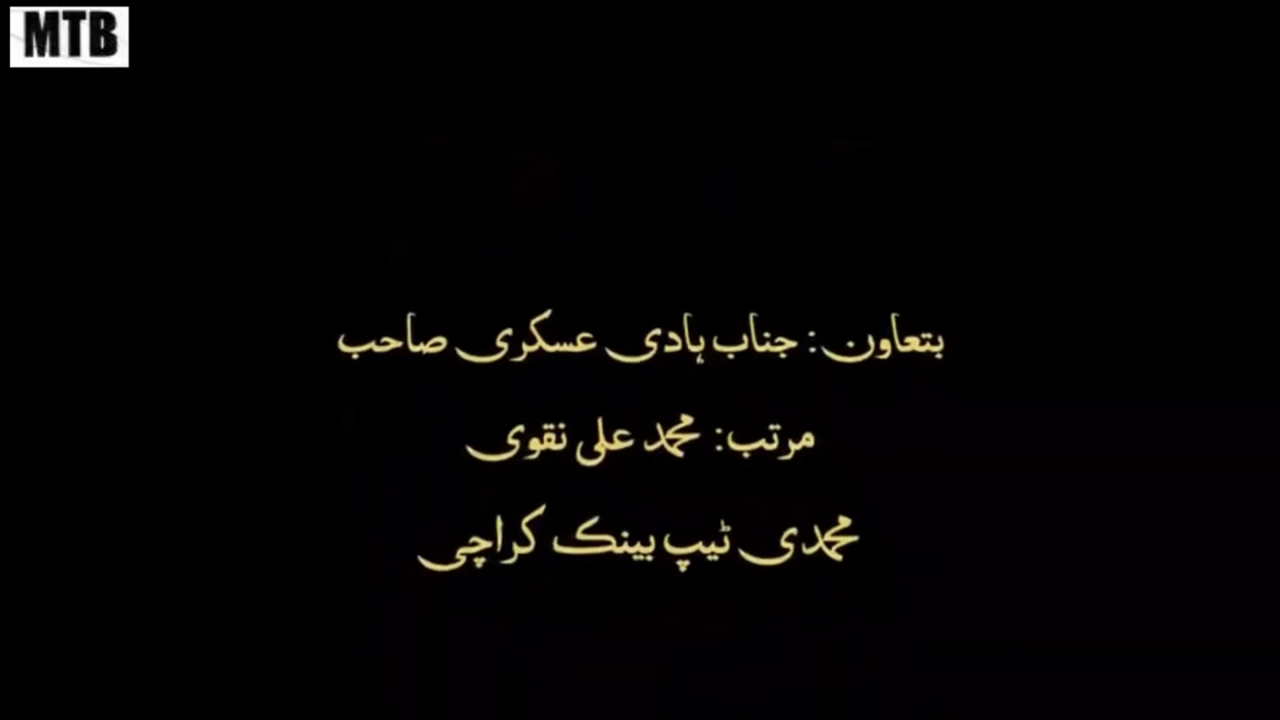 MTB
بتعاون: جناب ہادی عسکری صاحب
مرتب: محمد علی نقوی
محمدی ٹیپ بینک کراچی